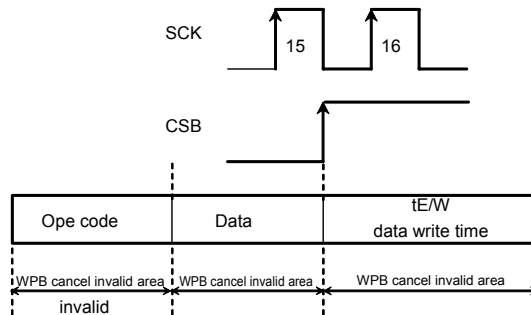 SCK
15
16
CSB
Ope code
Data
tE/W
data write time
WPB cancel invalid area
WPB cancel invalid area
WPB cancel invalid area
invalid